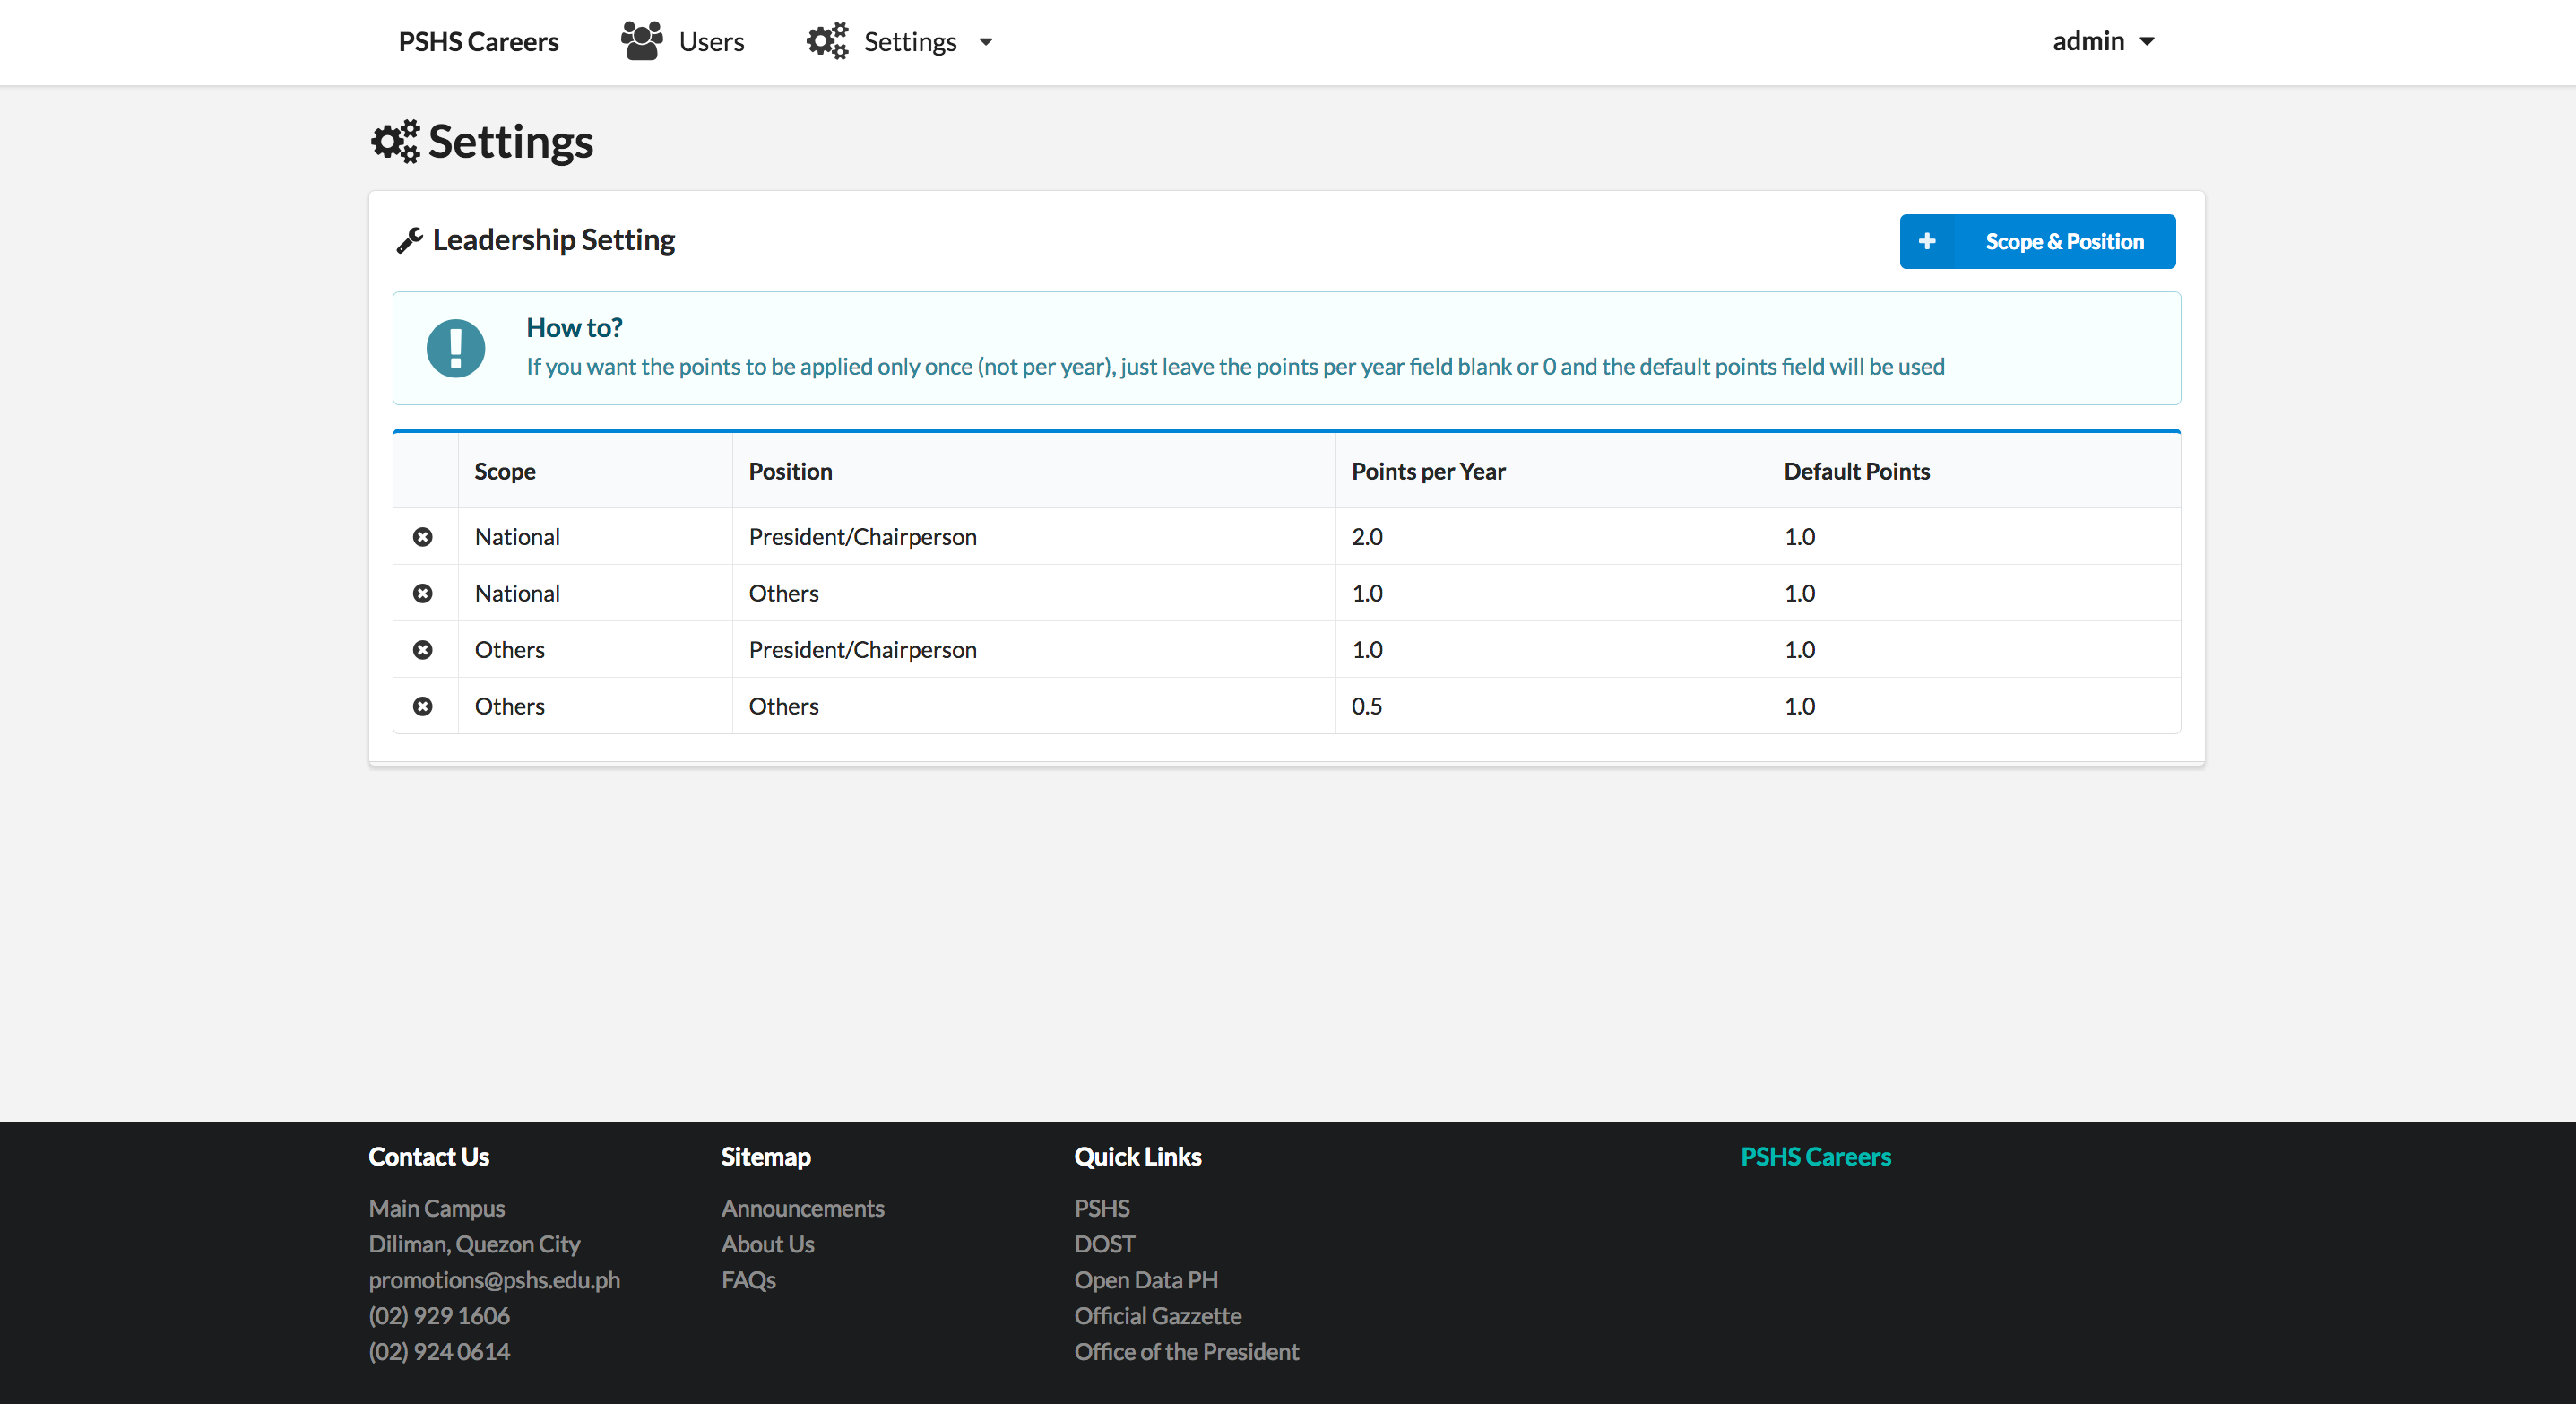 PSHS Careers Users Settings admin
Settings
Leadership Setting
+ Scope & Position
How to?
If you want the points to be applied only once (not per year), just leave the points per year field blank or 0 and the default points field will be used
Scope Position Points per Year Default Points
National President/Chairperson 2.0 1.0
National Others 1.0 1.0
Others President/Chairperson 1.0 1.0
Others Others 0.5 1.0
Contact Us Sitemap Quick Links PSHS Careers
Main Campus Announcements PSHS
Diliman, Quezon City About Us DOST
promotions@pshs.edu.ph FAQs Open Data PH
(02) 929 1606 Official Gazzette
(02) 924 0614 Office of the President